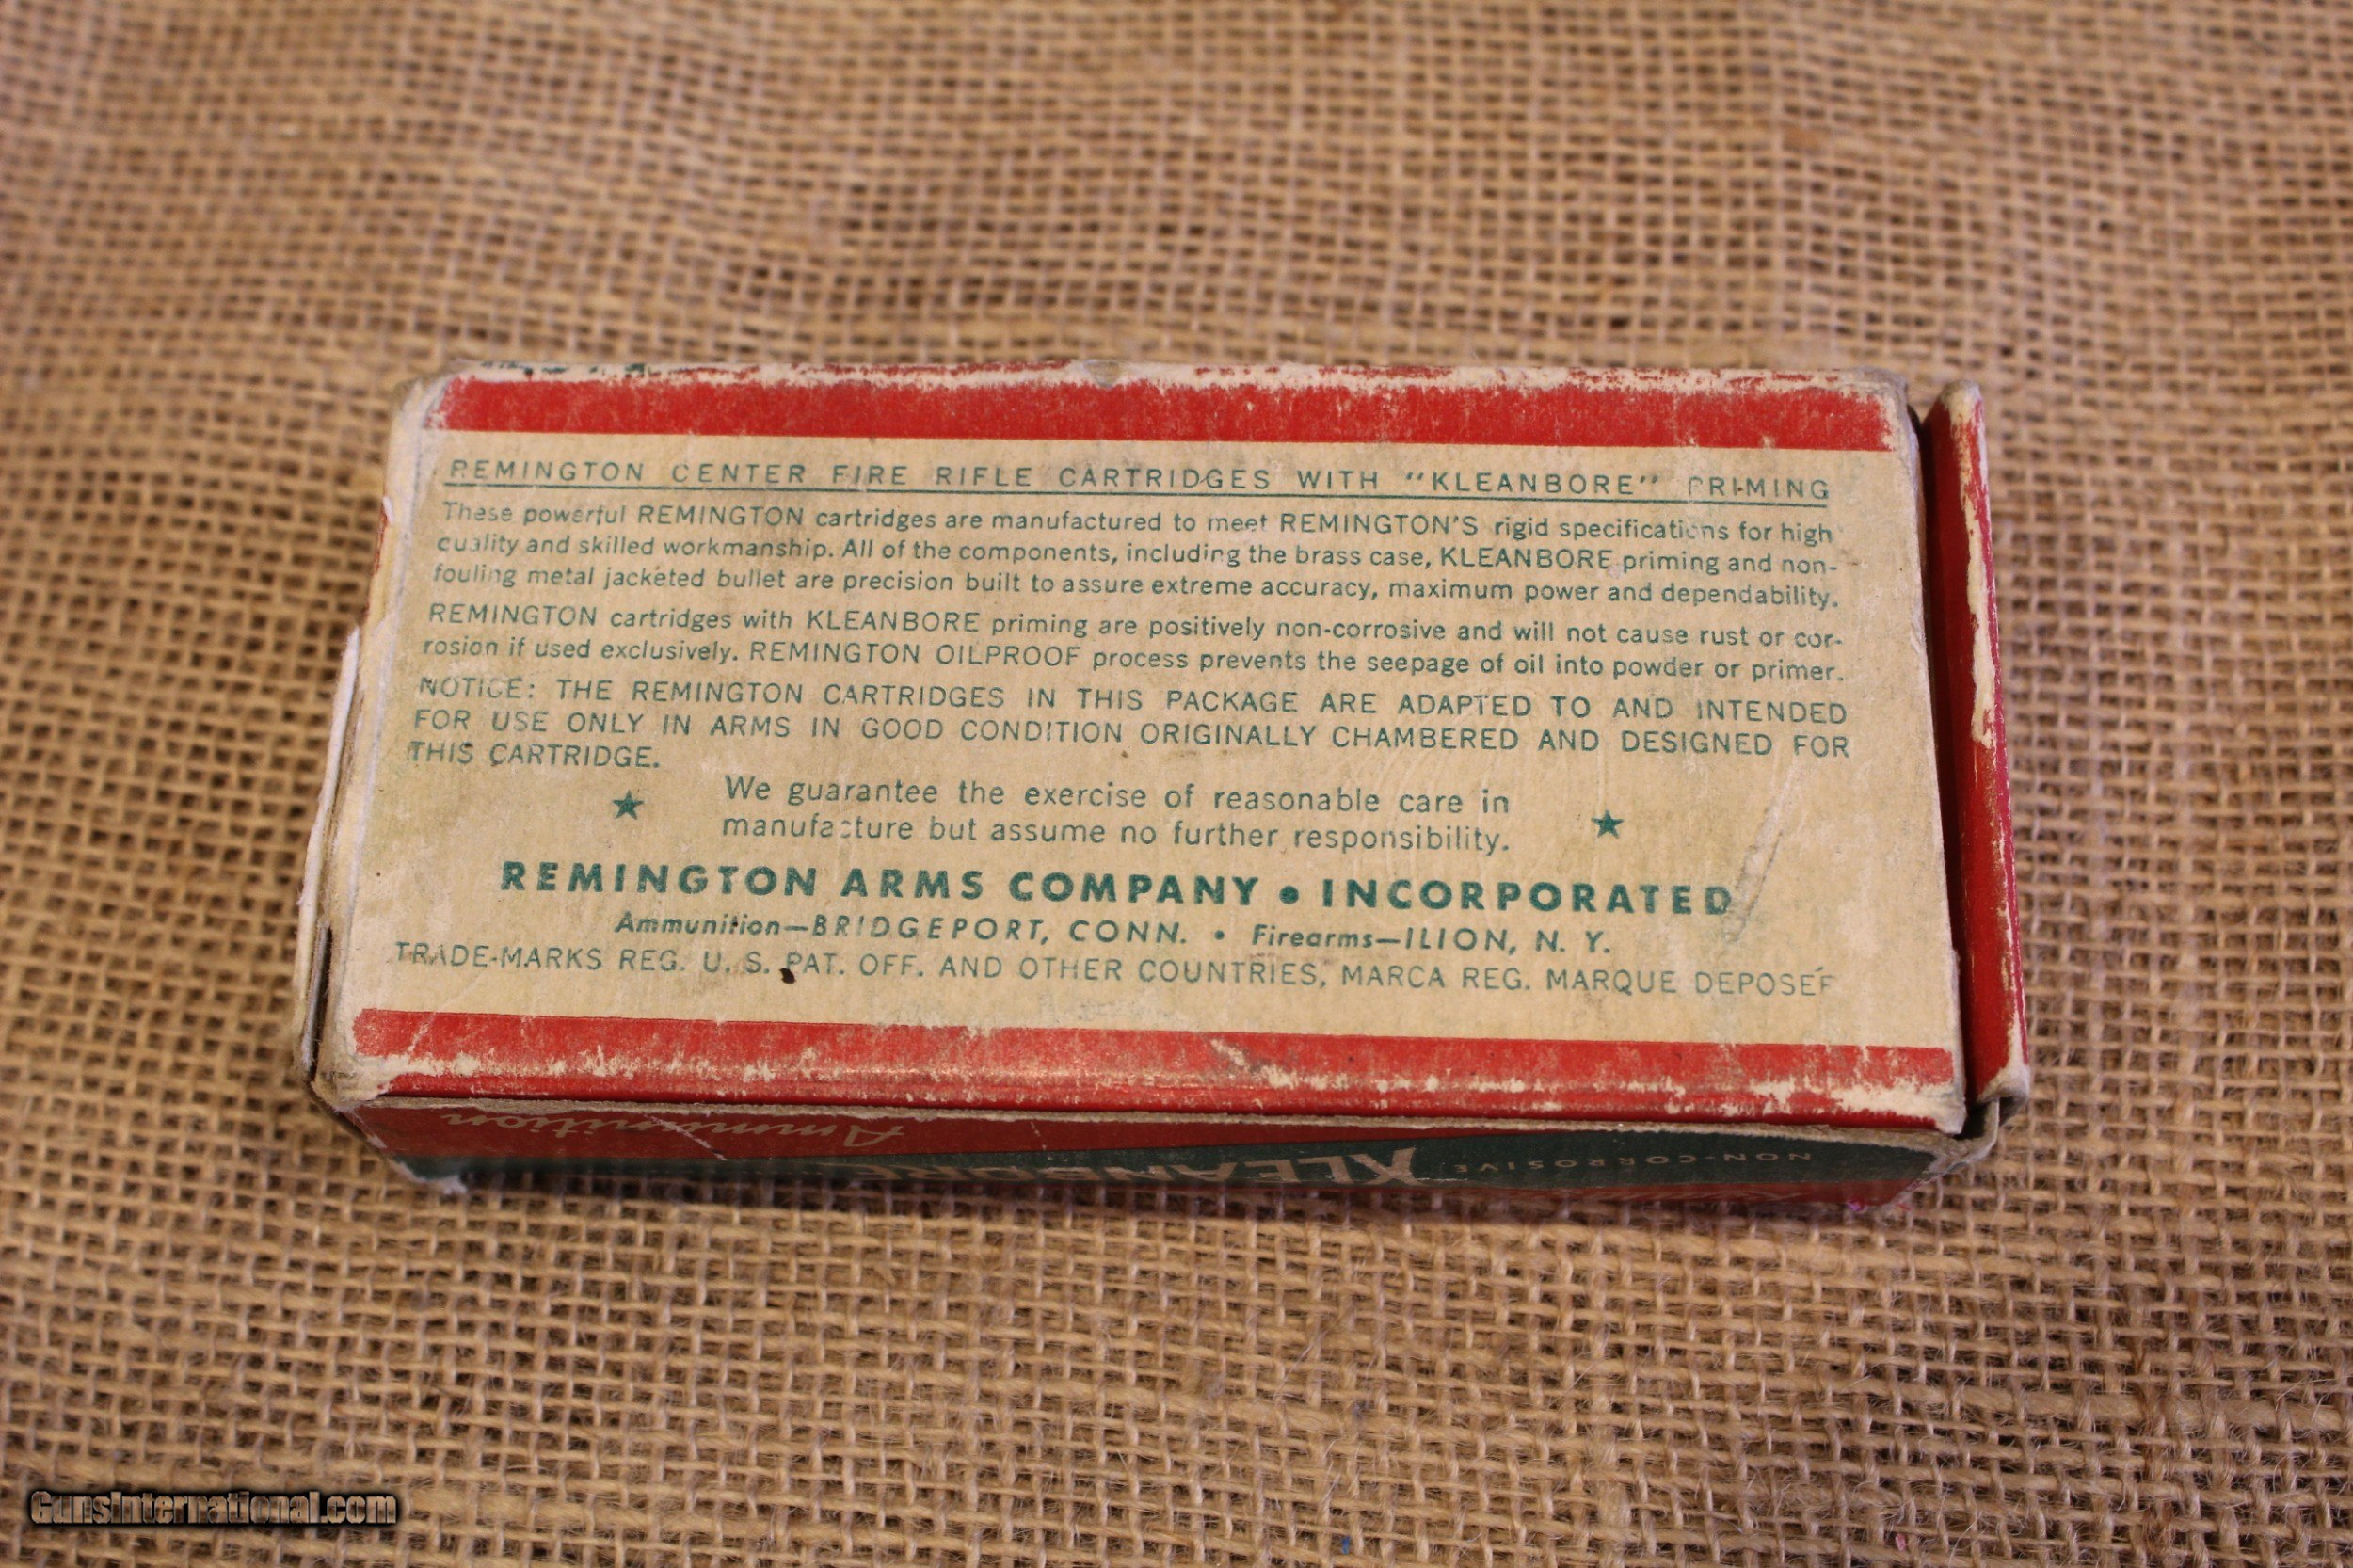 REMINGTON CENTER FIRE RIFLE CARTRIDGES WITH "KLEANBORE" PRIMING
These powerful REMINGTON cartridges are manufactured to meet REMINGTON'S rigid specifications for high
quality and skilled workmanship. All of the components, including the brass case, KLEANBORE priming and non-
fouling metal jacketed bullet are precision built to assure extreme accuracy, maximum power and dependability.
REMINGTON cartridges with KLEANBORE priming are positively non-corrosive and will not cause rust or cor-
rosion if used exclusively. REMINGTON OILPROOF process prevents the seepage of oil into powder or primer.
NOTICE: THE REMINGTON CARTRIDGES IN THIS PACKAGE ARE ADAPTED TO AND INTENDED
FOR USE ONLY IN ARMS IN GOOD CONDITION ORIGINALLY CHAMBERED AND DESIGNED FOR
THIS CARTRIDGE.
★ We guarantee the exercise of reasonable care in ★
manufacture but assume no further responsibility.
REMINGTON ARMS COMPANY • INCORPORATED
Ammunition—BRIDGEPORT, CONN. • Firearms—ILION, N. Y.
TRADE-MARKS REG. U. S. PAT. OFF. AND OTHER COUNTRIES, MARCA REG. MARQUE DEPOSÉE
Ammunition
KLEANBORE
NON-CORROSIVE
GunsInternational.com